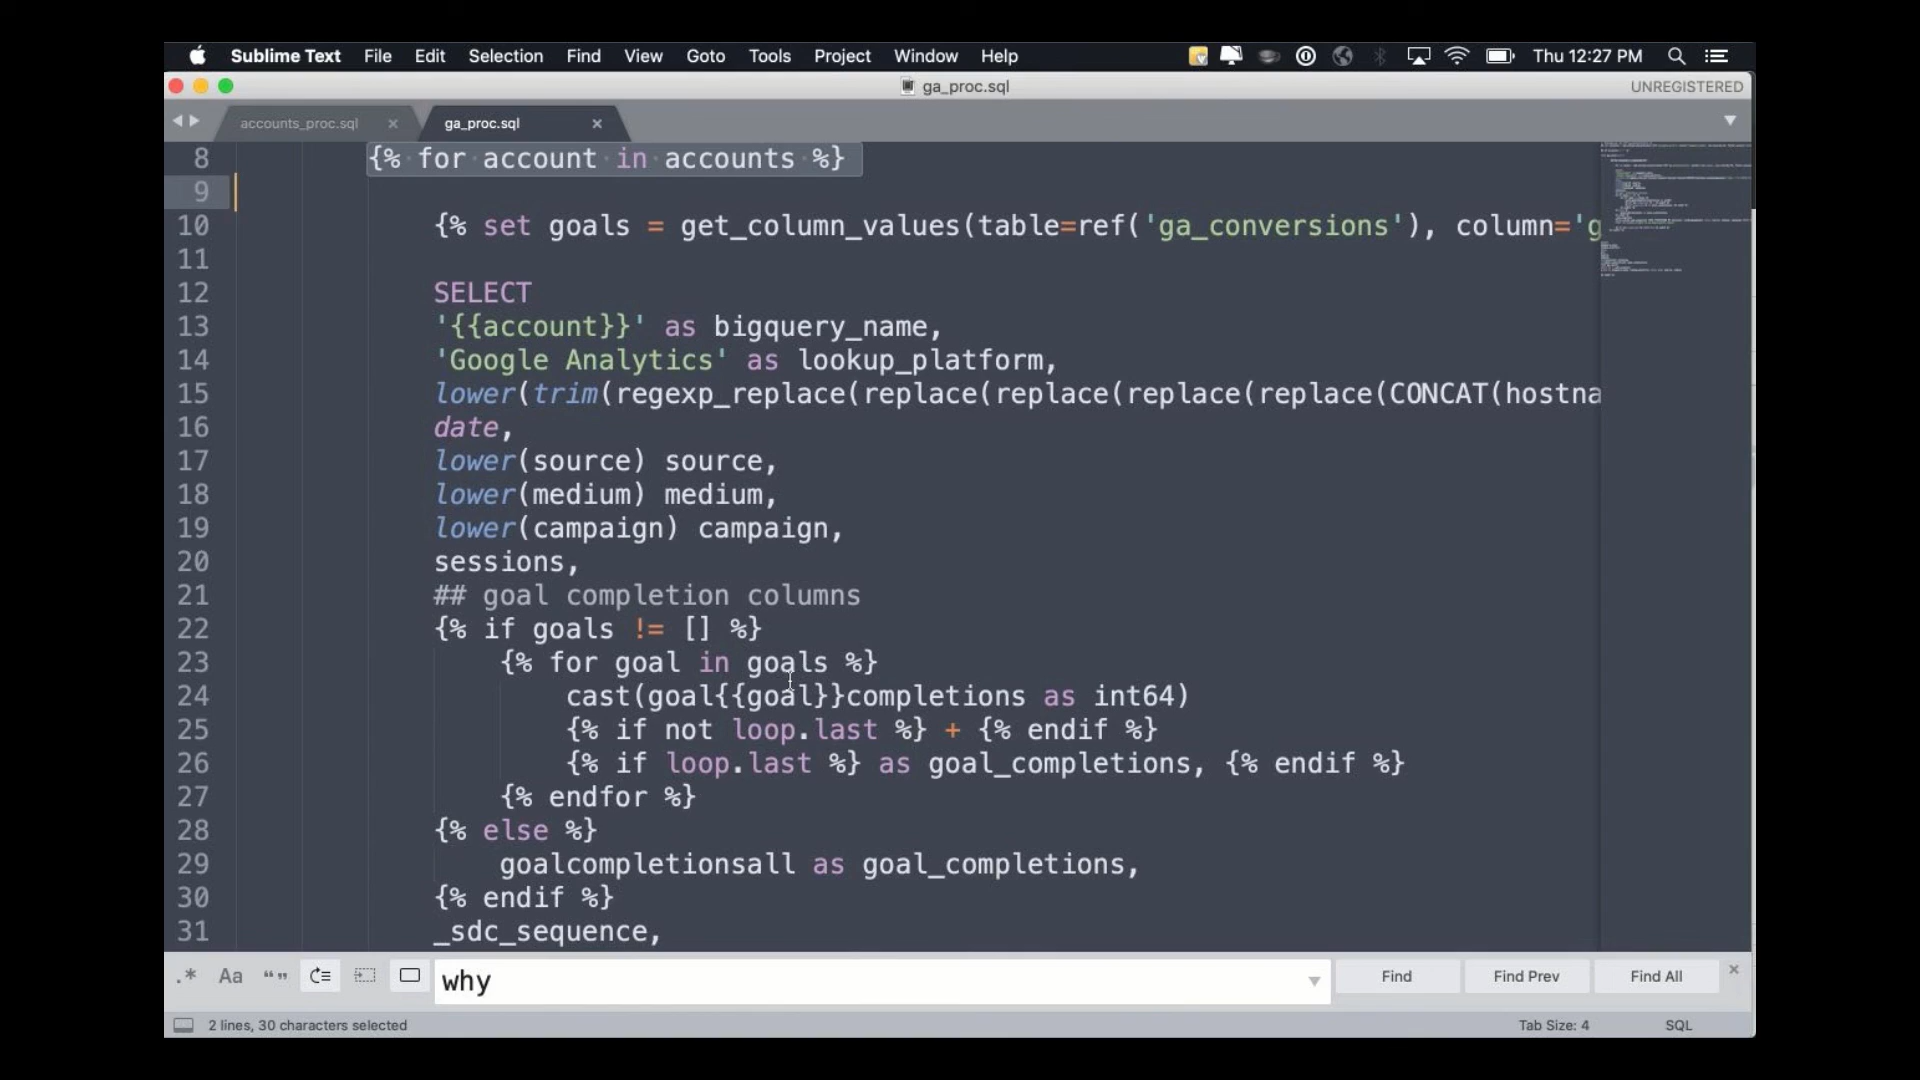 Sublime Text File Edit Selection Find View Goto Tools Project Window Help Thu 12:27 PM
ga_proc.sql UNREGISTERED
accounts_proc.sql ga_proc.sql
8 {% for account in accounts %}
9
10 {% set goals = get_column_values(table=ref('ga_conversions'), column='g
11
12 SELECT
13 '{{account}}' as bigquery_name,
14 'Google Analytics' as lookup_platform,
15 lower(trim(regexp_replace(replace(replace(replace(replace(CONCAT(hostna
16 date,
17 lower(source) source,
18 lower(medium) medium,
19 lower(campaign) campaign,
20 sessions,
21 ## goal completion columns
22 {% if goals != [] %}
23 {% for goal in goals %}
24 cast(goal{{goal}}completions as int64)
25 {% if not loop.last %} + {% endif %}
26 {% if loop.last %} as goal_completions, {% endif %}
27 {% endfor %}
28 {% else %}
29 goalcompletionsall as goal_completions,
30 {% endif %}
31 _sdc_sequence,
.* Aa “” why Find Find Prev Find All
2 lines, 30 characters selected Tab Size: 4 SQL